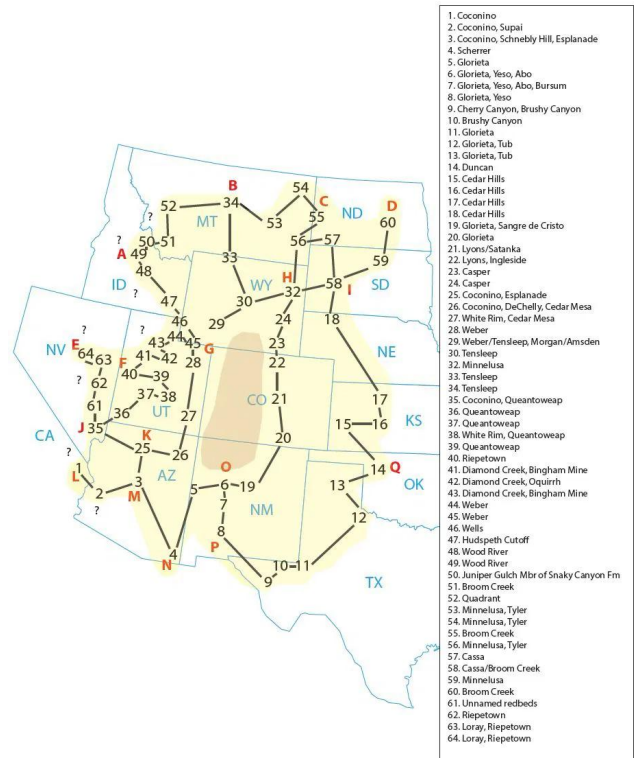 B
54
C
D
52
34
MT
53
55
ND
60
?
?
50
51
56
57
A
49
33
59
48
WY
H
58
SD
ID
?
47
30
32
I
46
29
24
18
?
?
44
E
43
45
G
23
NE
NV
64
63
F
41
42
28
22
40
39
?
62
37
38
CO
21
17
61
36
UT
27
KS
J
35
15
16
CA
K
20
?
25
26
14
Q
1
O
L
AZ
13
OK
2
3
5
6
19
M
7
NM
12
?
8
4
P
N
10
11
9
TX
1. Coconino
2. Coconino, Supai
3. Coconino, Schnebly Hill, Esplanade
4. Scherrer
5. Glorieta
6. Glorieta, Yeso, Abo
7. Glorieta, Yeso, Abo, Bursum
8. Glorieta, Yeso
9. Cherry Canyon, Brushy Canyon
10. Brushy Canyon
11. Glorieta
12. Glorieta, Tub
13. Glorieta, Tub
14. Duncan
15. Cedar Hills
16. Cedar Hills
17. Cedar Hills
18. Cedar Hills
19. Glorieta, Sangre de Cristo
20. Glorieta
21. Lyons/Satanka
22. Lyons, Ingleside
23. Casper
24. Casper
25. Coconino, Esplanade
26. Coconino, DeChelly, Cedar Mesa
27. White Rim, Cedar Mesa
28. Weber
29. Weber/Tensleep, Morgan/Amsden
30. Tensleep
32. Minnelusa
33. Tensleep
34. Tensleep
35. Coconino, Queantoweap
36. Queantoweap
37. Queantoweap
38. White Rim, Queantoweap
39. Queantoweap
40. Riepetown
41. Diamond Creek, Bingham Mine
42. Diamond Creek, Oquirrh
43. Diamond Creek, Bingham Mine
44. Weber
45. Weber
46. Wells
47. Hudspeth Cutoff
48. Wood River
49. Wood River
50. Juniper Gulch Mbr of Snaky Canyon Fm
51. Broom Creek
52. Quadrant
53. Minnelusa, Tyler
54. Minnelusa, Tyler
55. Broom Creek
56. Minnelusa, Tyler
57. Cassa
58. Cassa/Broom Creek
59. Minnelusa
60. Broom Creek
61. Unnamed redbeds
62. Riepetown
63. Loray, Riepetown
64. Loray, Riepetown